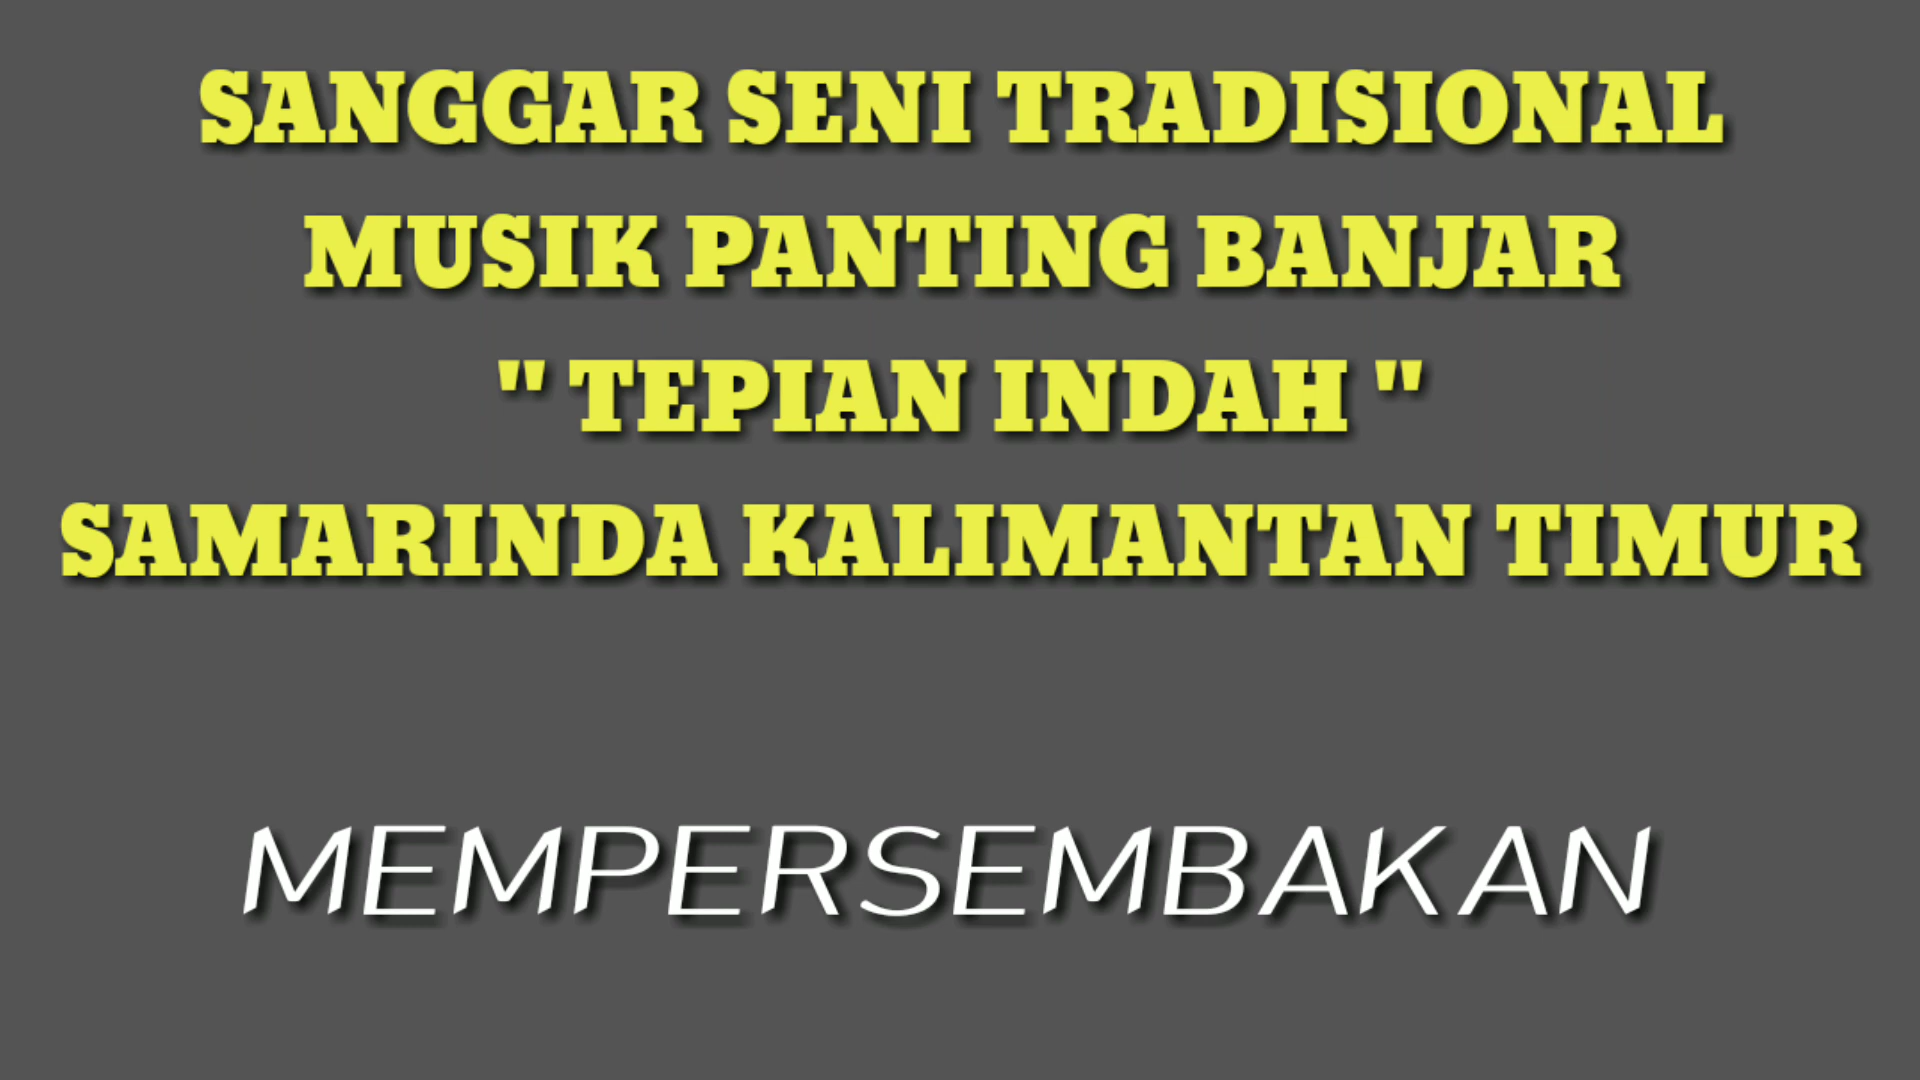 SANGGAR SENI TRADISIONAL
MUSIK PANTING BANJAR
" TEPIAN INDAH "
SAMARINDA KALIMANTAN TIMUR
MEMPERSEMBAKAN